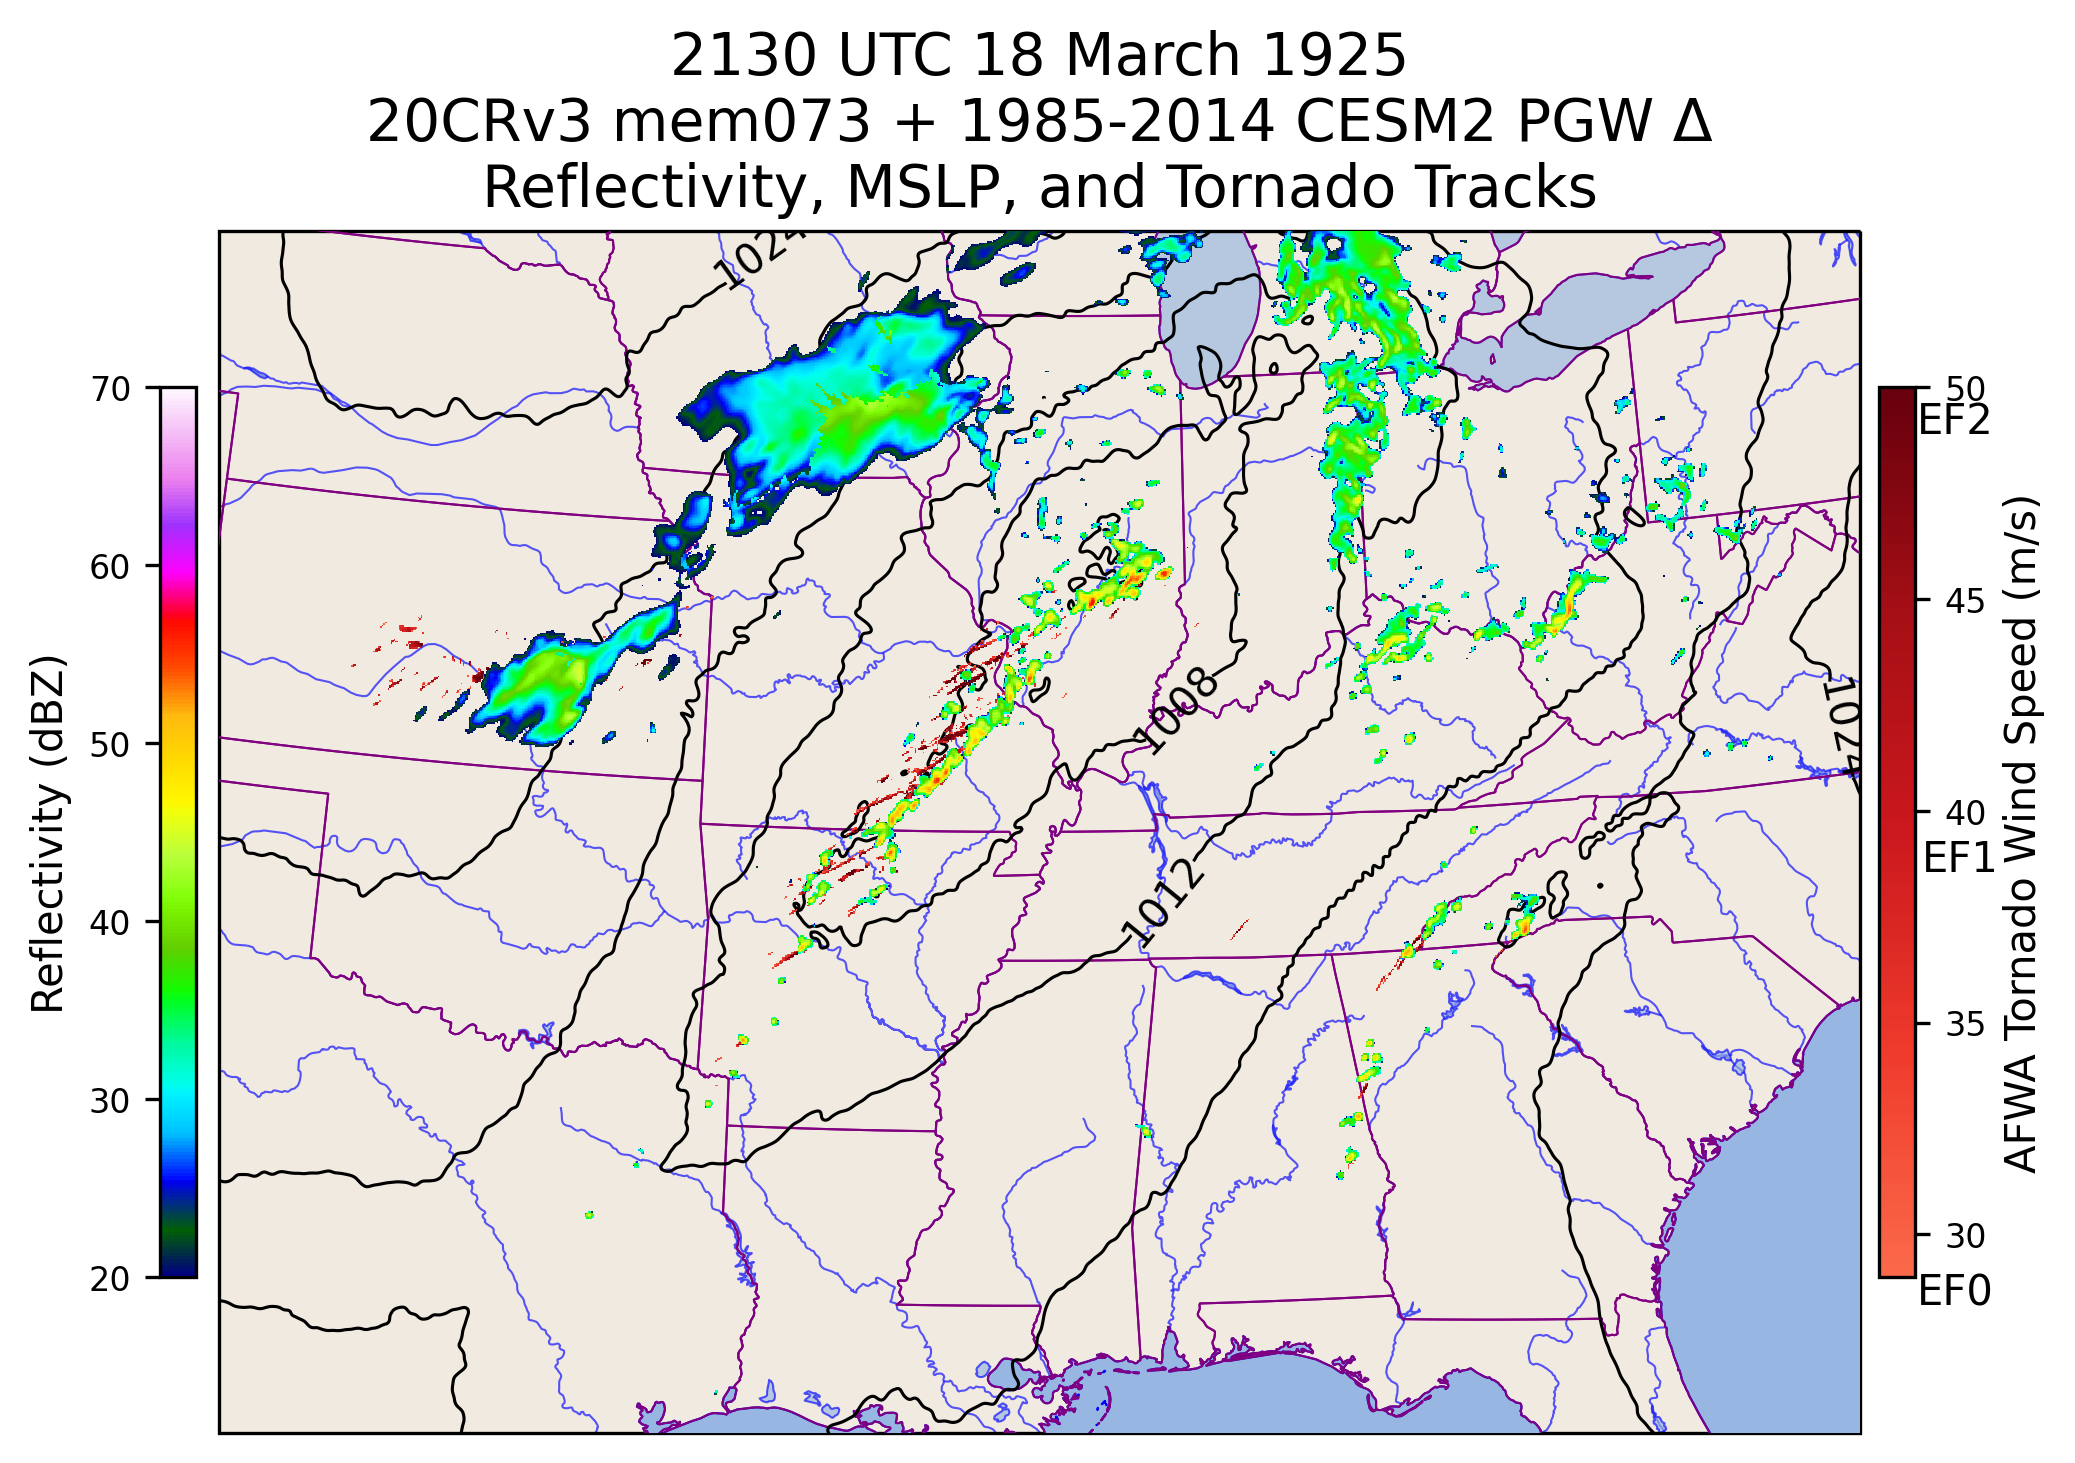 2130 UTC 18 March 1925
20CRv3 mem073 + 1985-2014 CESM2 PGW Δ
Reflectivity, MSLP, and Tornado Tracks
1024
1008
1012
1024
70
60
50
40
30
20
Reflectivity (dBZ)
50
EF2
45
40
EF1
35
30
EF0
AFWA Tornado Wind Speed (m/s)